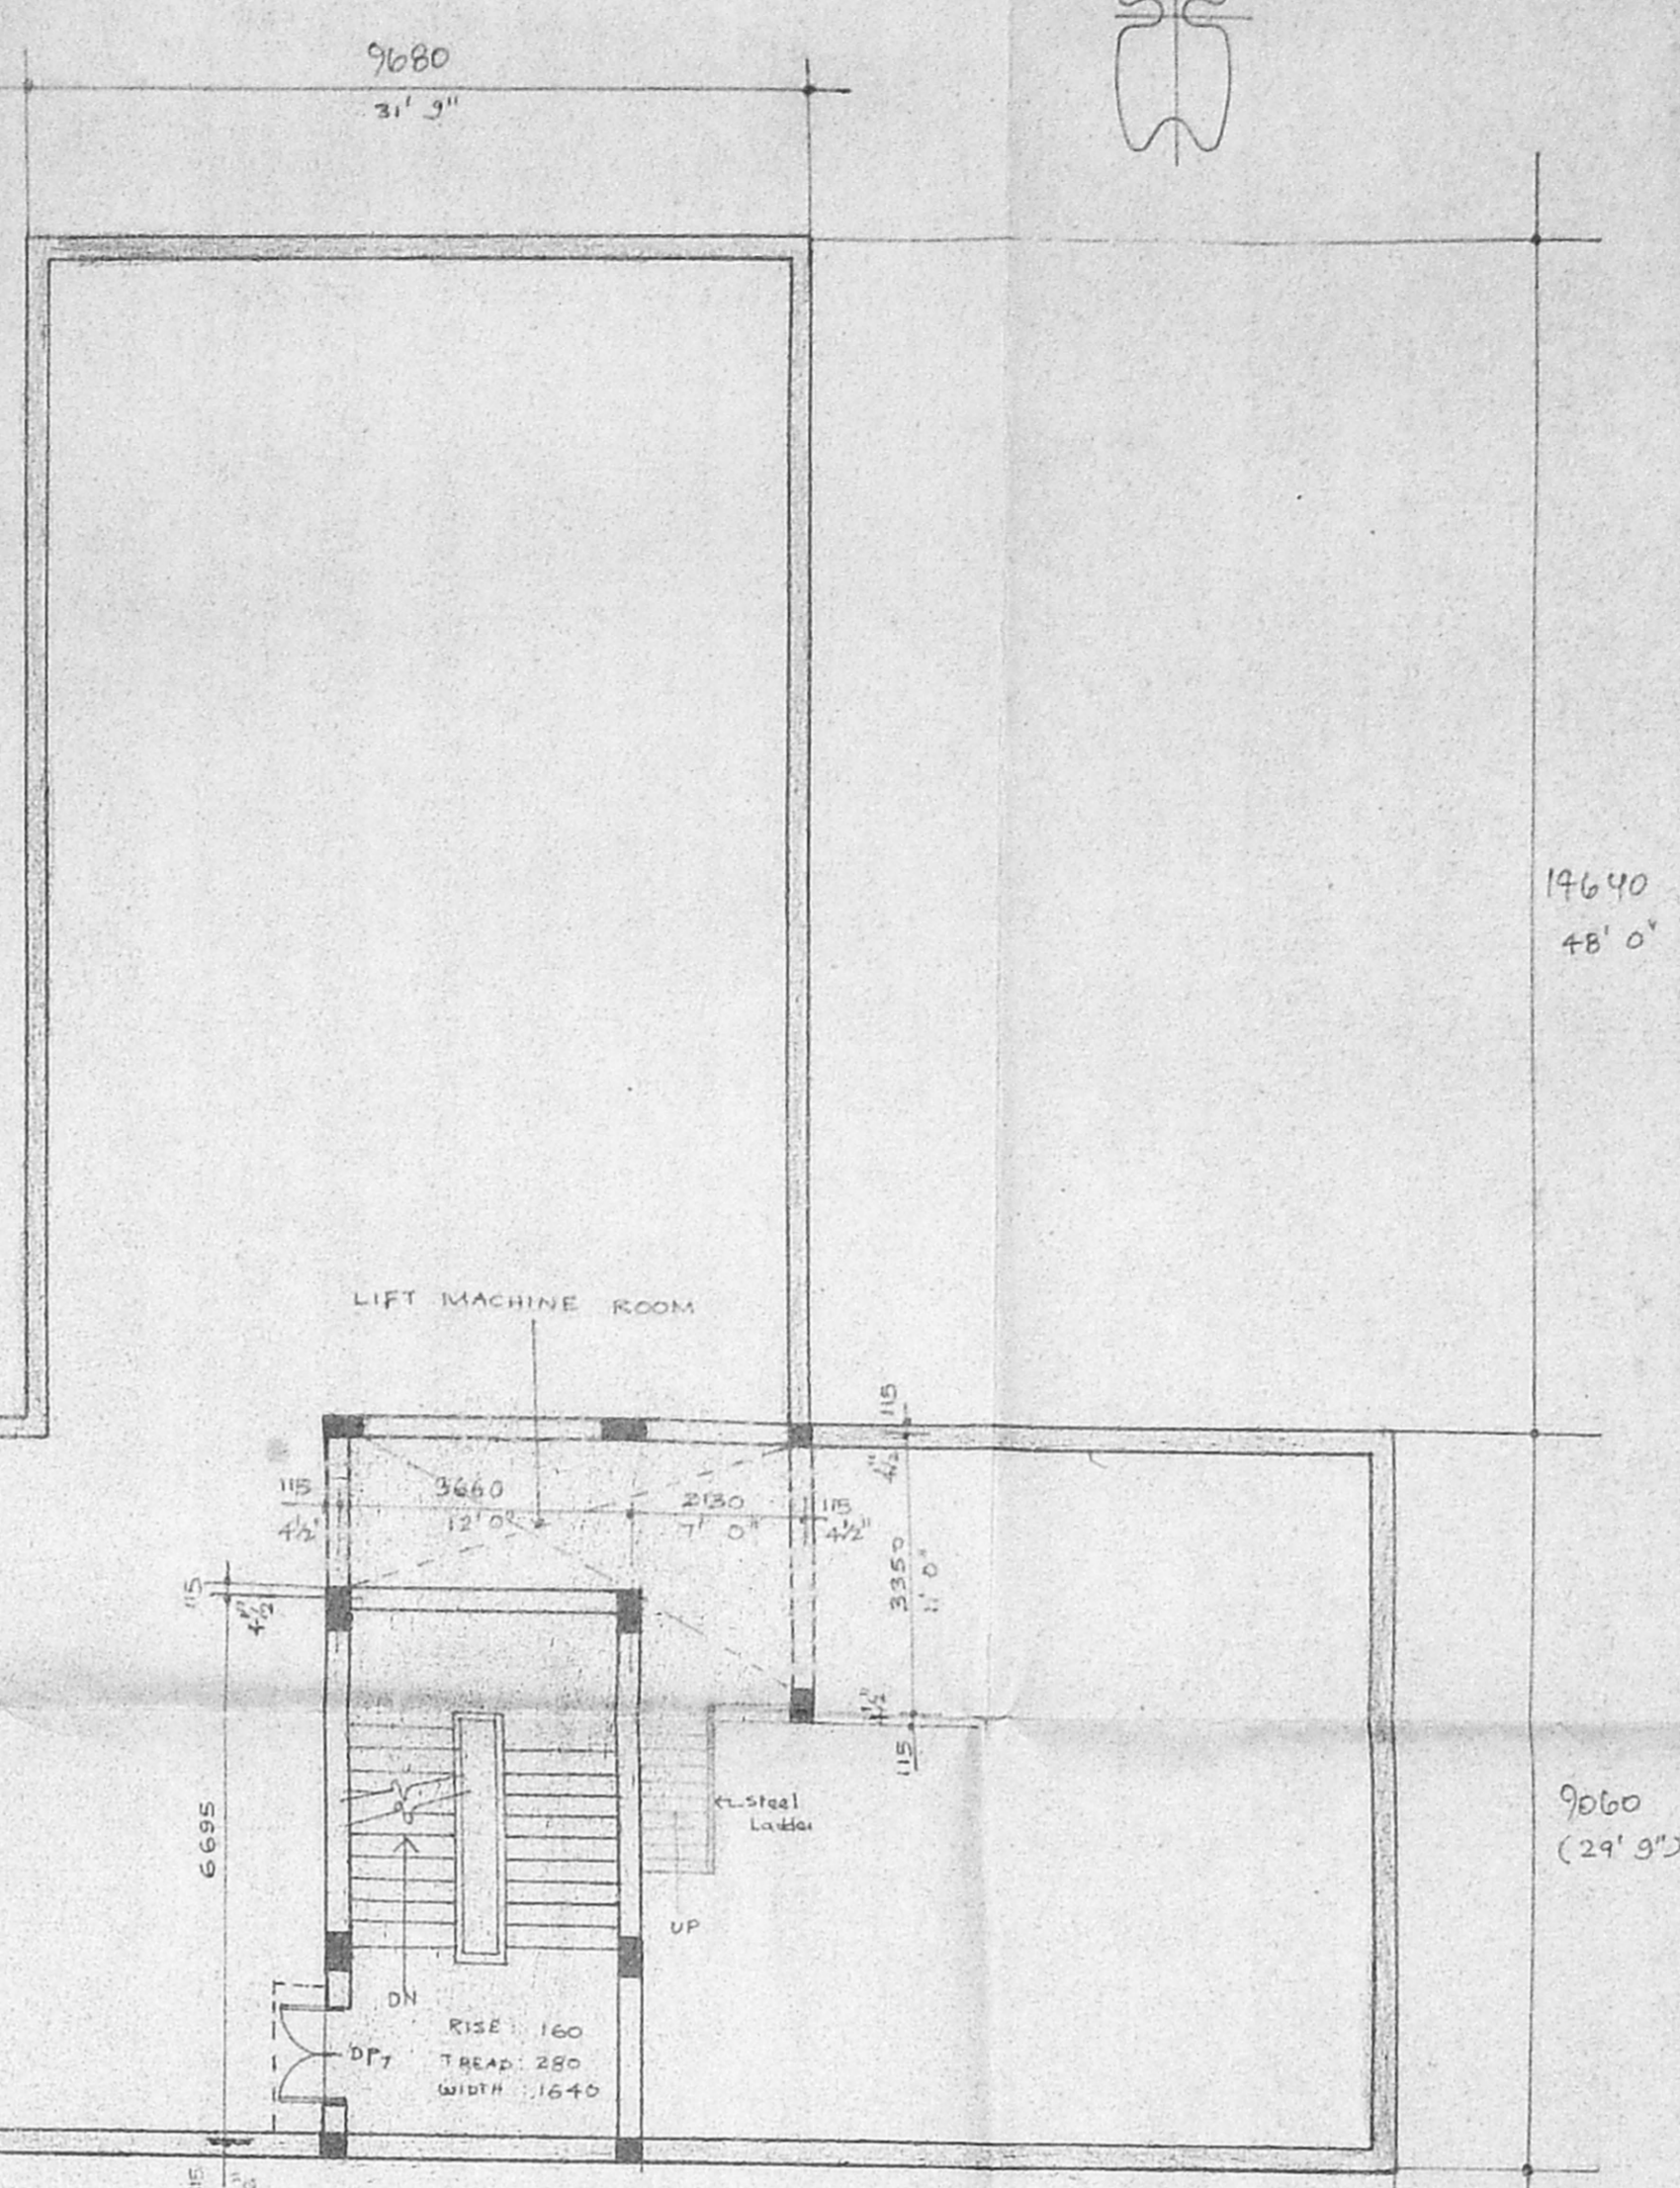 9680
31' 9"
14640
48' 0"
LIFT MACHINE ROOM
115
4½"
115
4½"
3660
12' 0"
2130
7' 0"
115
4½"
3350
11' 0"
115
4½"
4½"
115
6695
Steel
Ladder
UP
9060
(29' 9")
DN
RISE : 160
DP7
TREAD : 280
WIDTH : 1640